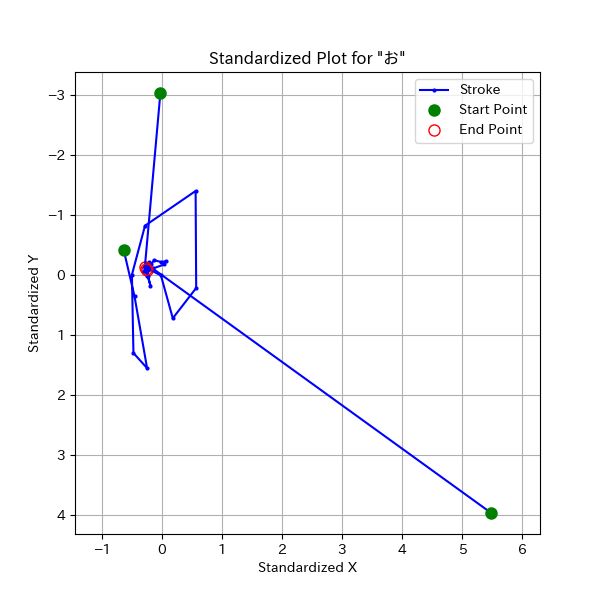 Standardized Plot for "お"
Stroke
Start Point
End Point
Standardized Y
−3
−2
−1
0
1
2
3
4
−1 0 1 2 3 4 5 6
Standardized X